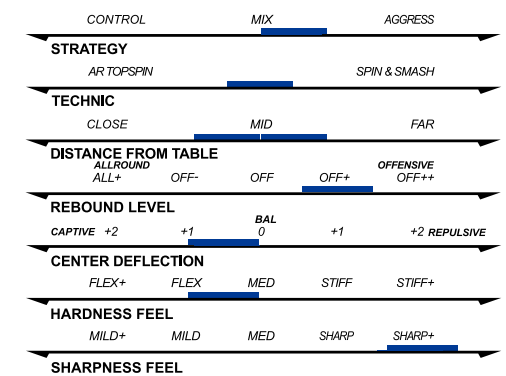 CONTROL MIX AGGRESS
STRATEGY
AR TOPSPIN SPIN & SMASH
TECHNIC
CLOSE MID FAR
DISTANCE FROM TABLE
ALLROUND OFFENSIVE
ALL+ OFF- OFF OFF+ OFF++
REBOUND LEVEL
BAL
CAPTIVE +2 +1 0 +1 +2 REPULSIVE
CENTER DEFLECTION
FLEX+ FLEX MED STIFF STIFF+
HARDNESS FEEL
MILD+ MILD MED SHARP SHARP+
SHARPNESS FEEL